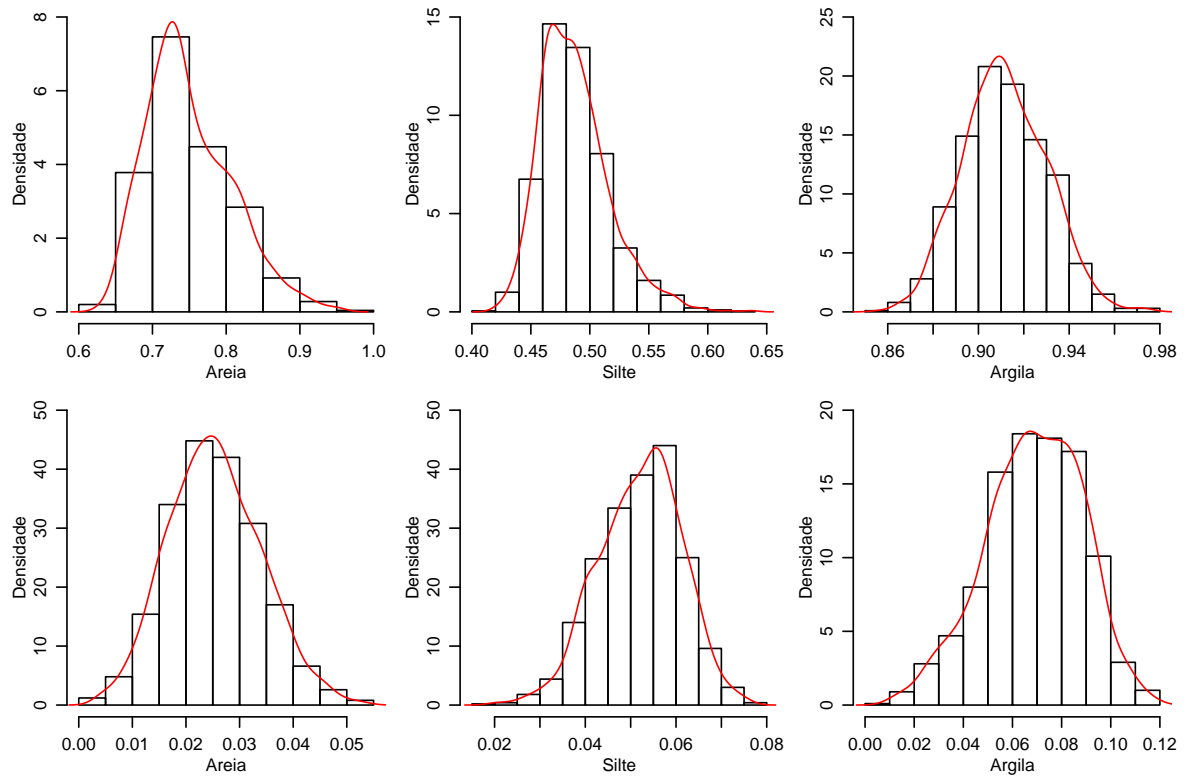 Densidade
0 2 4 6 8
0.6 0.7 0.8 0.9 1.0
Areia
Densidade
0 5 10 15
0.40 0.45 0.50 0.55 0.60 0.65
Silte
Densidade
0 5 10 15 20 25
0.86 0.90 0.94 0.98
Argila
Densidade
0 10 20 30 40 50
0.00 0.01 0.02 0.03 0.04 0.05
Areia
Densidade
0 10 20 30 40 50
0.02 0.04 0.06 0.08
Silte
Densidade
0 5 10 15 20
0.00 0.02 0.04 0.06 0.08 0.10 0.12
Argila